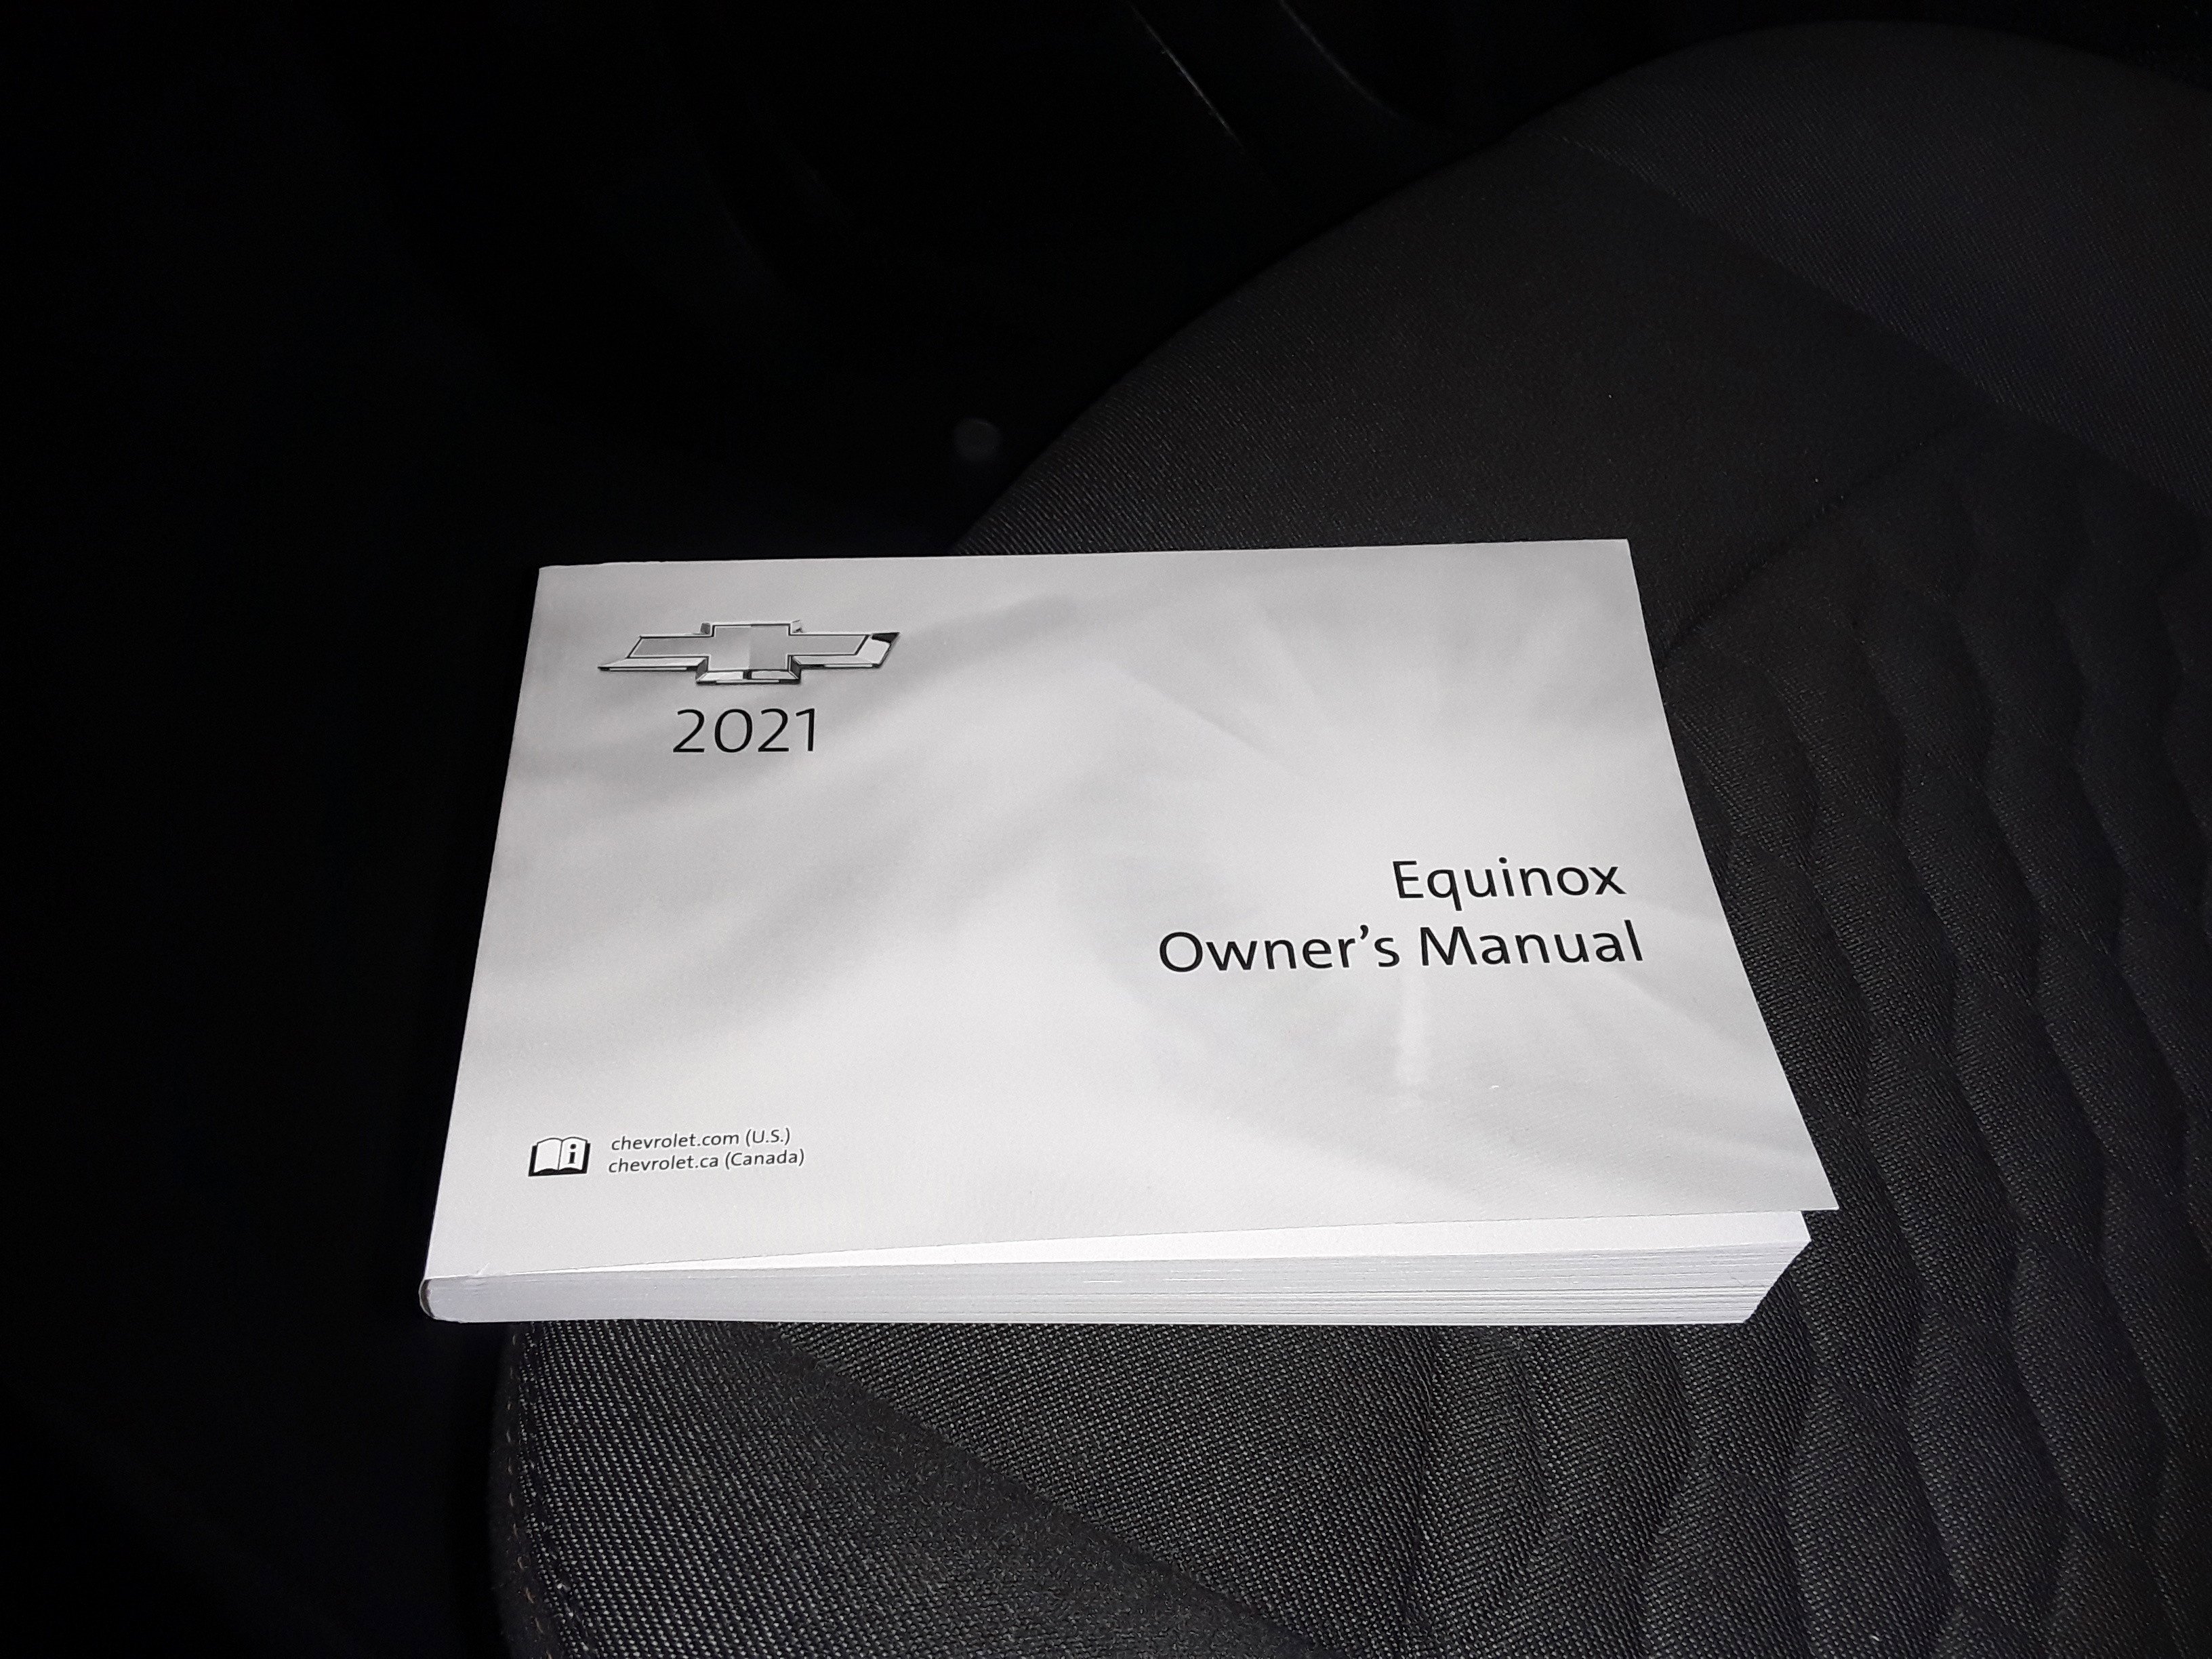 2021
Equinox
Owner's Manual
i chevrolet.com (U.S.)
chevrolet.ca (Canada)